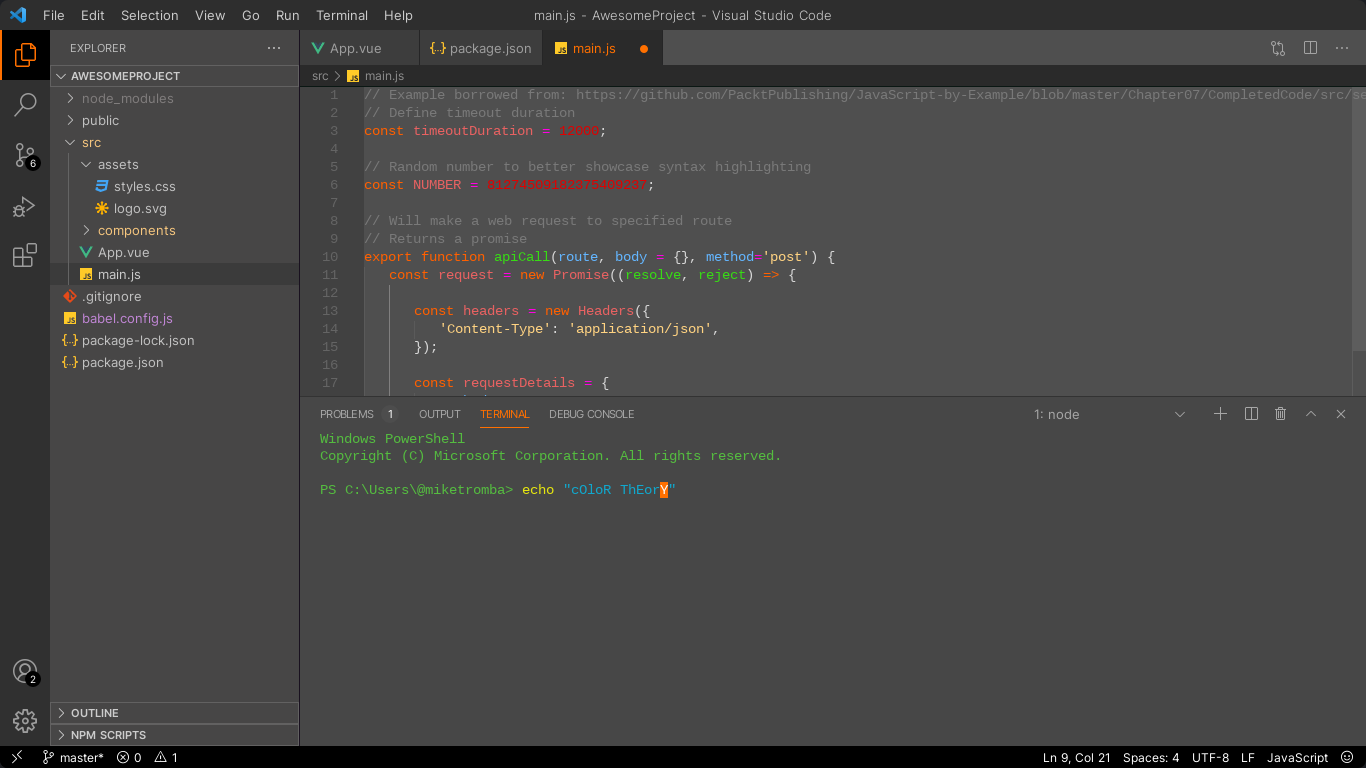 File Edit Selection View Go Run Terminal Help
main.js - AwesomeProject - Visual Studio Code
EXPLORER
AWESOMEPROJECT
node_modules
public
src
assets
styles.css
logo.svg
components
App.vue
main.js
.gitignore
babel.config.js
package-lock.json
package.json
OUTLINE
NPM SCRIPTS
6
2
App.vue package.json main.js
src main.js
1 // Example borrowed from: https://github.com/PacktPublishing/JavaScript-by-Example/blob/master/Chapter07/CompletedCode/src/se
2 // Define timeout duration
3 const timeoutDuration = 12000;
4
5 // Random number to better showcase syntax highlighting
6 const NUMBER = 81274509182375409237;
7
8 // Will make a web request to specified route
9 // Returns a promise
10 export function apiCall(route, body = {}, method='post') {
11 const request = new Promise((resolve, reject) => {
12
13 const headers = new Headers({
14 'Content-Type': 'application/json',
15 });
16
17 const requestDetails = {
PROBLEMS 1 OUTPUT TERMINAL DEBUG CONSOLE 1: node
Windows PowerShell
Copyright (C) Microsoft Corporation. All rights reserved.
PS C:\Users\@miketromba> echo "cOloR ThEorY"
master* 0 1 Ln 9, Col 21 Spaces: 4 UTF-8 LF JavaScript